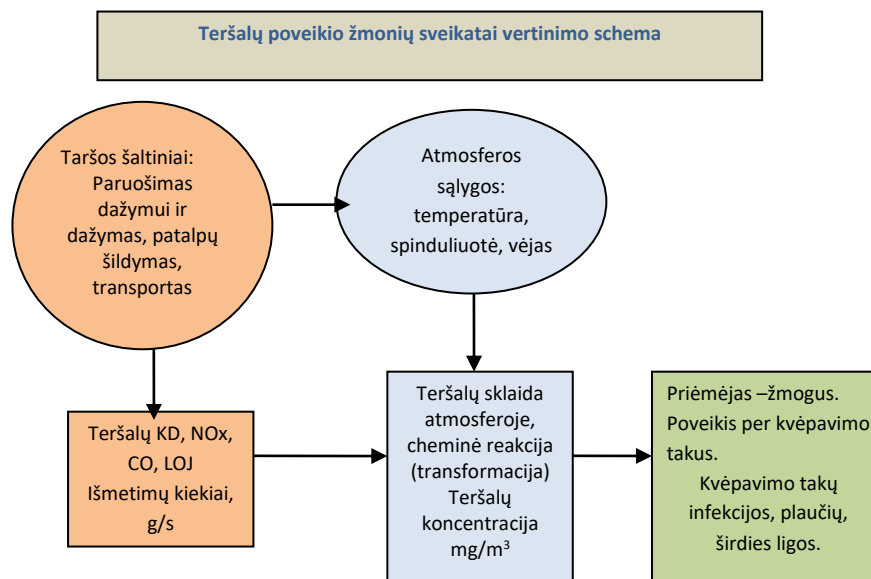 Teršalų poveikio žmonių sveikatai vertinimo schema
Taršos šaltiniai:
Paruošimas
dažymui ir
dažymas, patalpų
šildymas,
transportas
Atmosferos
sąlygos:
temperatūra,
spinduliuotė, vėjas
Teršalų KD, NOx,
CO, LOJ
Išmetimų kiekiai,
g/s
Teršalų sklaida
atmosferoje,
cheminė reakcija
(transformacija)
Teršalų
koncentracija
mg/m³
Priėmėjas –žmogus.
Poveikis per kvėpavimo
takus.
Kvėpavimo takų
infekcijos, plaučių,
širdies ligos.